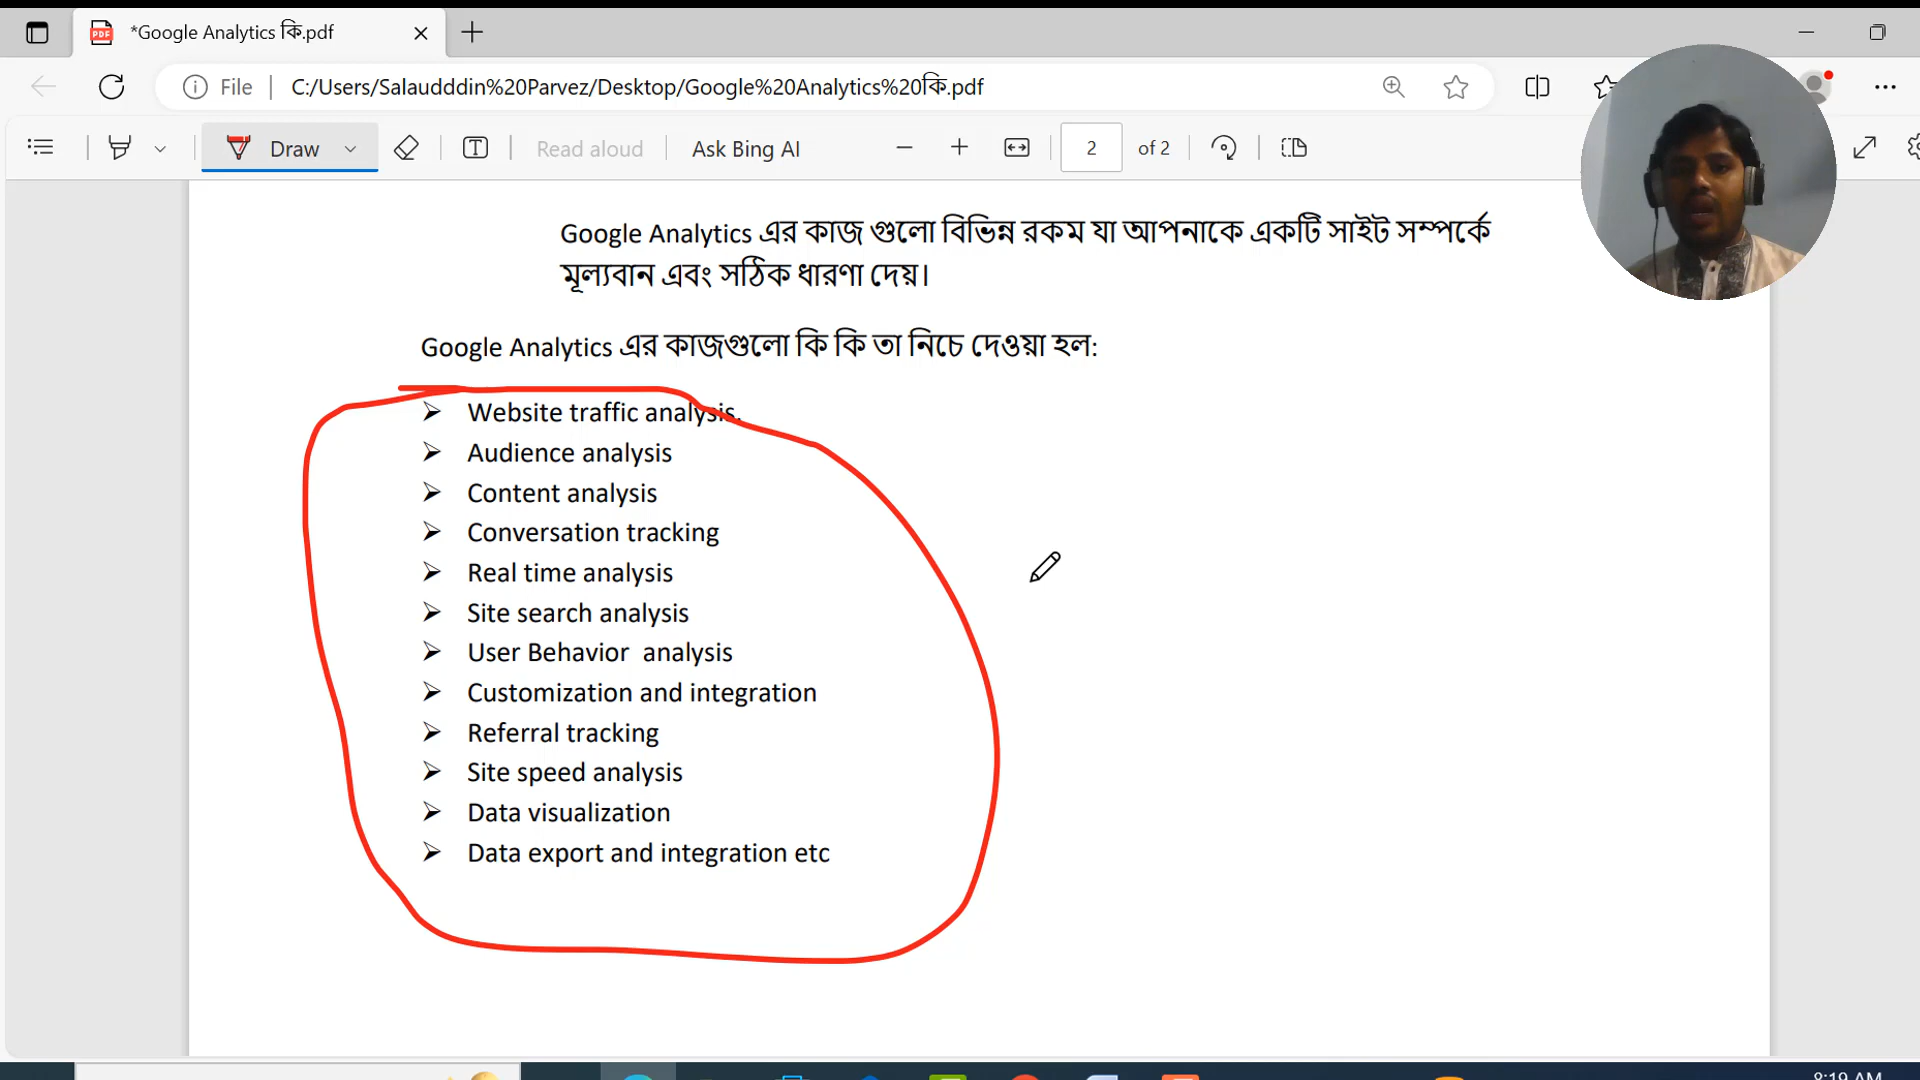 *Google Analytics কি.pdf
File
C:/Users/Salaudddin%20Parvez/Desktop/Google%20Analytics%20কি.pdf
Draw
Read aloud
Ask Bing AI
2
of 2
Google Analytics এর কাজ গুলো বিভিন্ন রকম যা আপনাকে একটি সাইট সম্পর্কে
মূল্যবান এবং সঠিক ধারণা দেয়।
Google Analytics এর কাজগুলো কি কি তা নিচে দেওয়া হল:
➢ Website traffic analysis.
➢ Audience analysis
➢ Content analysis
➢ Conversation tracking
➢ Real time analysis
➢ Site search analysis
➢ User Behavior  analysis
➢ Customization and integration
➢ Referral tracking
➢ Site speed analysis
➢ Data visualization
➢ Data export and integration etc
8:19 AM